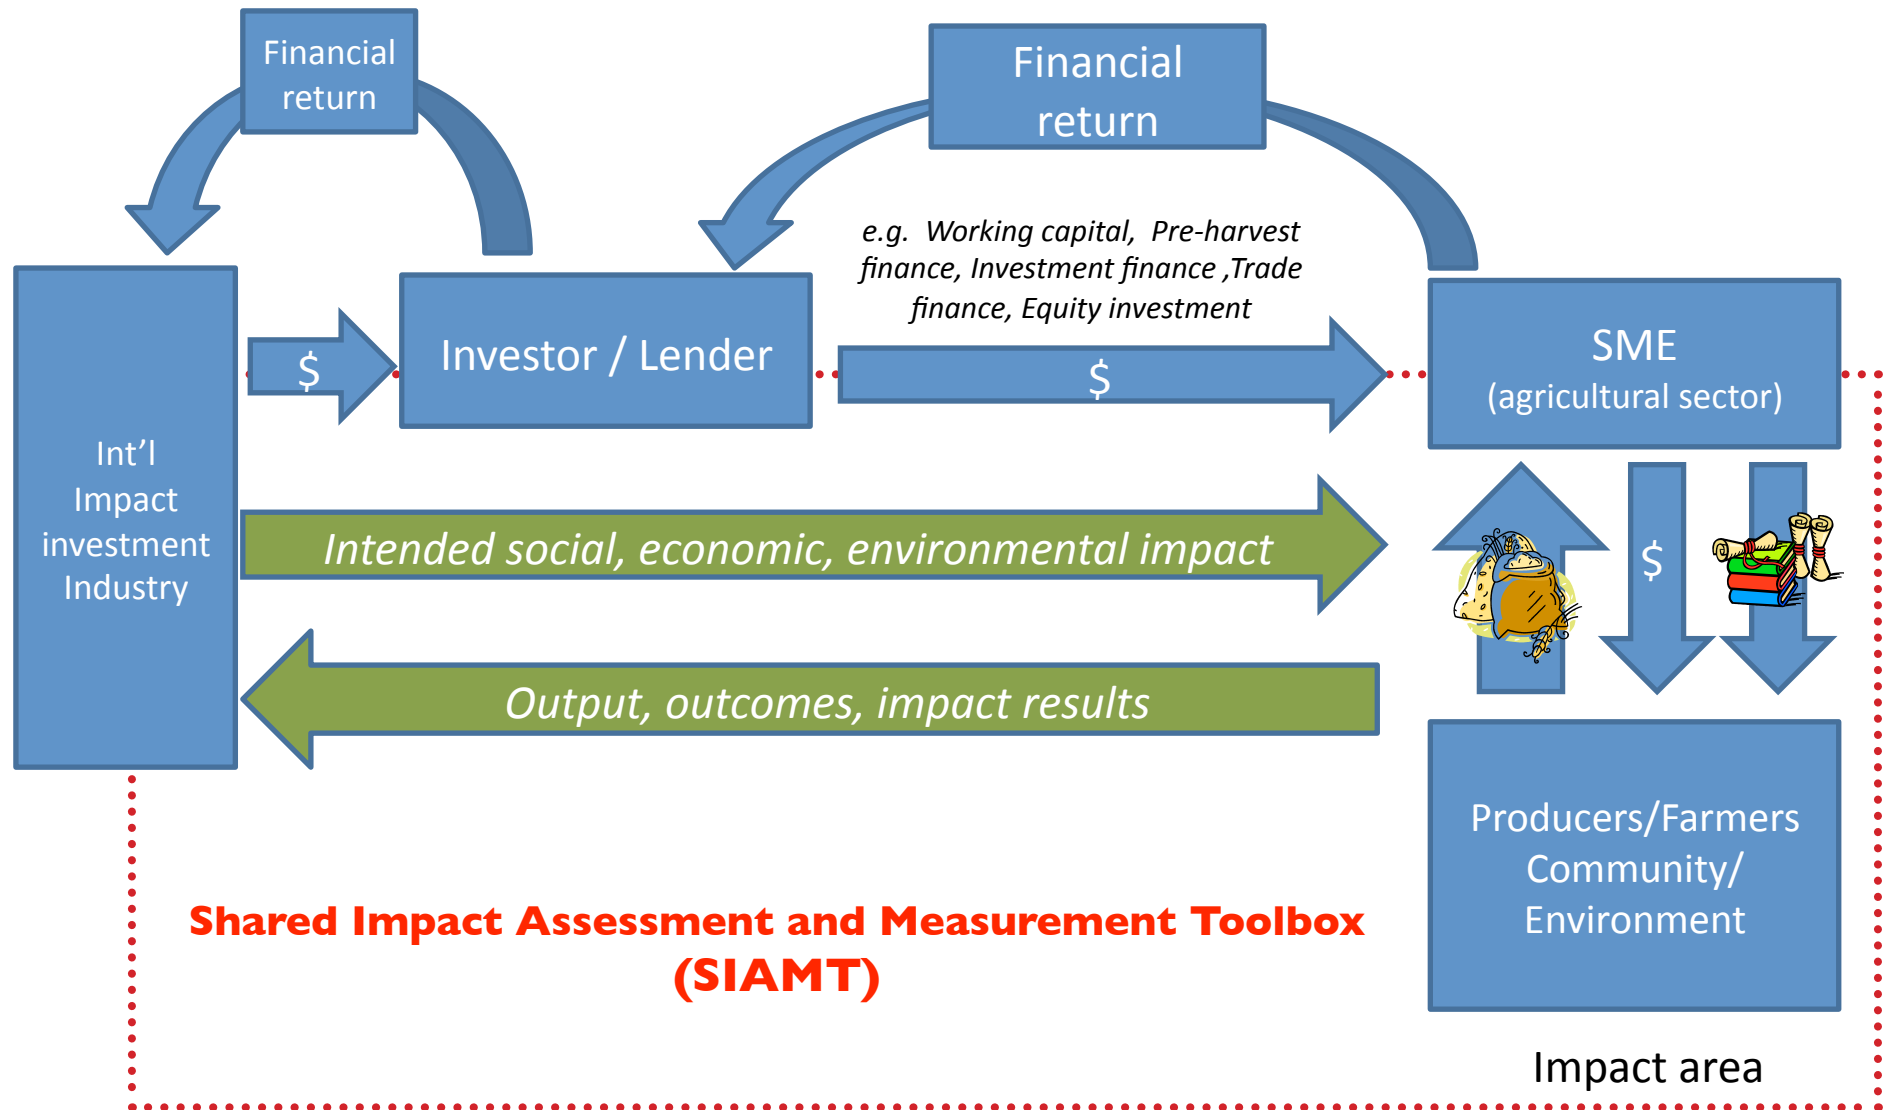 Financial
return
Financial
return
e.g.  Working capital,  Pre-harvest
finance, Investment finance ,Trade
finance, Equity investment
Int'l
Impact
investment
Industry
$
Investor / Lender
$
SME
(agricultural sector)
Intended social, economic, environmental impact
$
Output, outcomes, impact results
Producers/Farmers
Community/
Environment
Shared Impact Assessment and Measurement Toolbox
(SIAMT)
Impact area